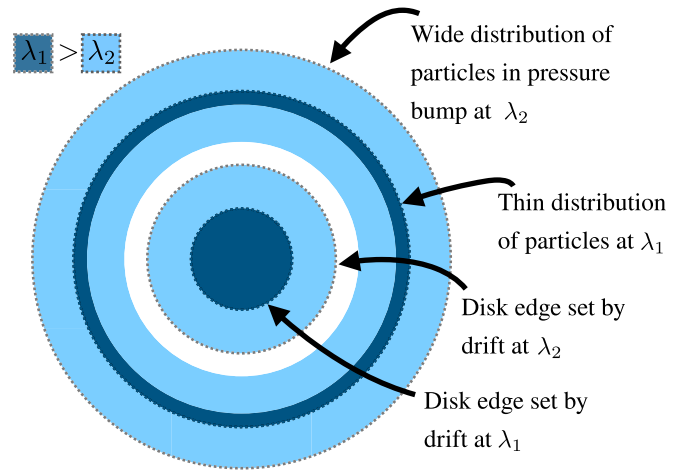 λ₁ > λ₂
Wide distribution of
particles in pressure
bump at λ₂
Thin distribution
of particles at λ₁
Disk edge set by
drift at λ₂
Disk edge set by
drift at λ₁